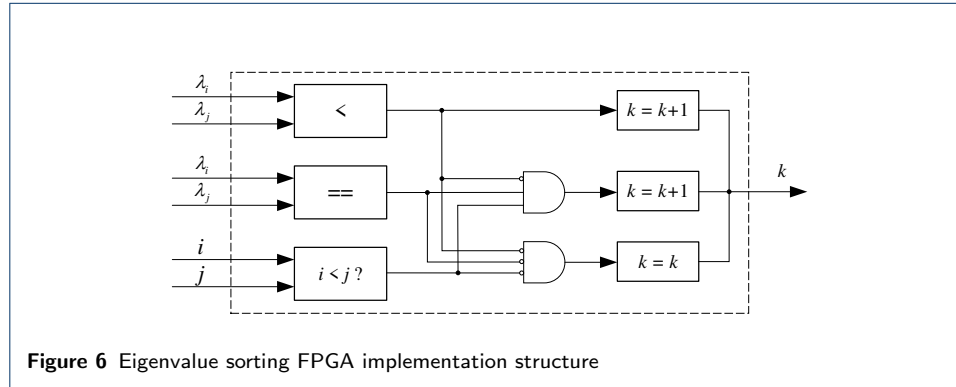 λi
λj
<
k = k+1
λi
λj
==
k = k+1
k
i
j
i < j ?
k = k
Figure 6 Eigenvalue sorting FPGA implementation structure